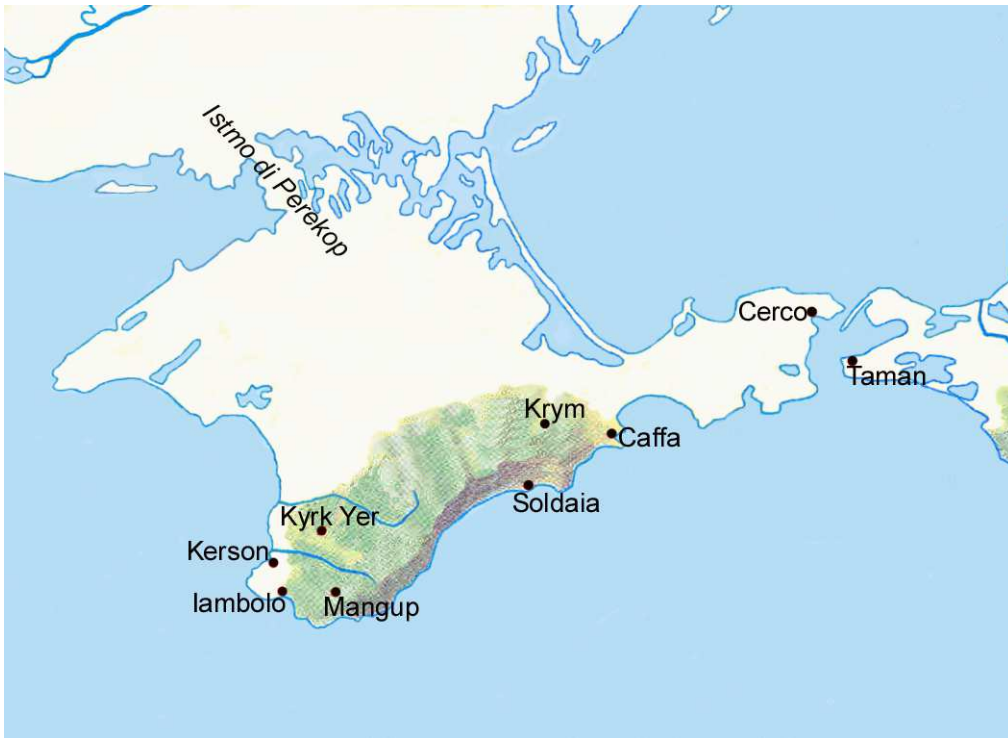 Istmo di Perekop
Cerco
Taman
Krym
Caffa
Soldaia
Kyrk Yer
Kerson
Iambolo
Mangup